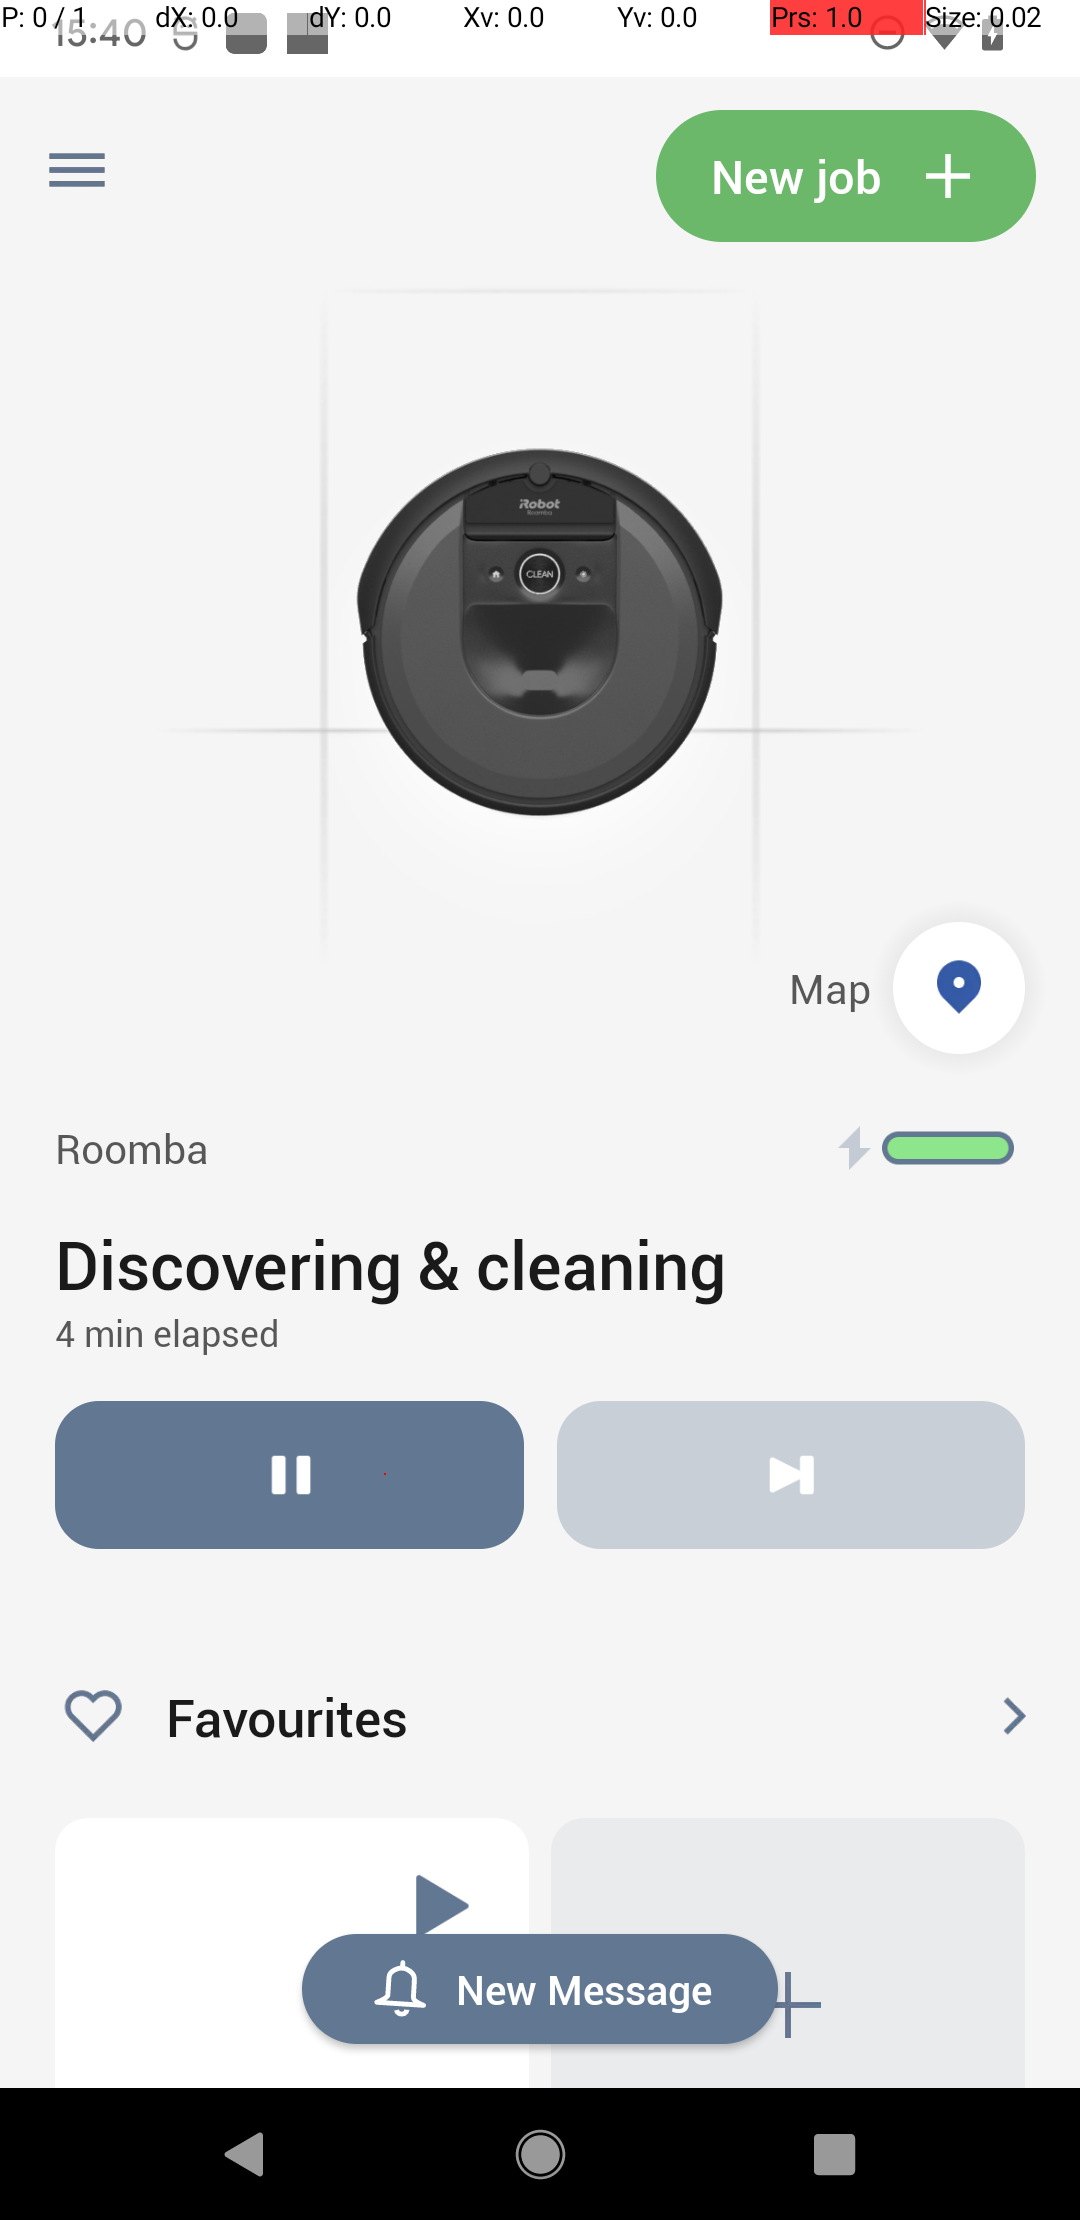 P: 0 / 1 dX: 0.0 dY: 0.0 Xv: 0.0 Yv: 0.0 Prs: 1.0 Size: 0.02
15:40
New job
iRobot
Roomba
CLEAN
Map
Roomba
Discovering & cleaning
4 min elapsed
Favourites
New Message